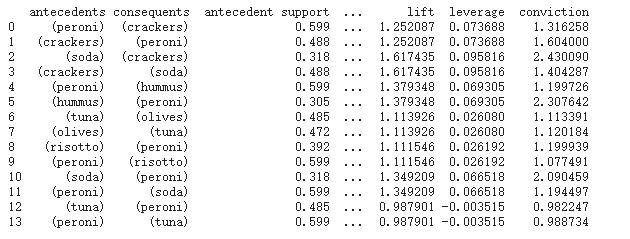 antecedents consequents antecedent support ... lift leverage conviction
0 (peroni) (crackers) 0.599 ... 1.252087 0.073688 1.316258
1 (crackers) (peroni) 0.488 ... 1.252087 0.073688 1.604000
2 (soda) (crackers) 0.318 ... 1.617435 0.095816 2.430090
3 (crackers) (soda) 0.488 ... 1.617435 0.095816 1.404287
4 (peroni) (hummus) 0.599 ... 1.379348 0.069305 1.199726
5 (hummus) (peroni) 0.305 ... 1.379348 0.069305 2.307642
6 (tuna) (olives) 0.485 ... 1.113926 0.026080 1.113391
7 (olives) (tuna) 0.472 ... 1.113926 0.026080 1.120184
8 (risotto) (peroni) 0.392 ... 1.111546 0.026192 1.199939
9 (peroni) (risotto) 0.599 ... 1.111546 0.026192 1.077491
10 (soda) (peroni) 0.318 ... 1.349209 0.066518 2.090459
11 (peroni) (soda) 0.599 ... 1.349209 0.066518 1.194497
12 (tuna) (peroni) 0.485 ... 0.987901 -0.003515 0.982247
13 (peroni) (tuna) 0.599 ... 0.987901 -0.003515 0.988734